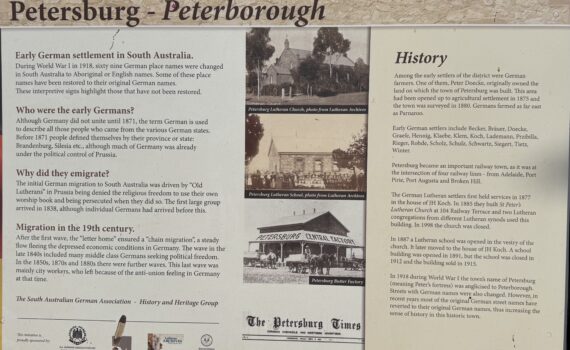 Petersburg - Peterborough
Early German settlement in South Australia.
During World War I in 1918, sixty nine German place names were changed
in South Australia to Aboriginal or English names. Some of these place
names have been restored to their original German names.
These interpretive signs highlight those that have not been restored.
Who were the early Germans?
Although Germany did not unite until 1871, the term German is used
to describe all those people who came from the various German states.
Before 1871 people defined themselves by their province or state:
Brandenburg, Silesia etc., although much of Germany was already
under the political control of Prussia.
Why did they emigrate?
The initial German migration to South Australia was driven by "Old
Lutherans" in Prussia being denied the religious freedom to use their own
worship book and being persecuted when they did so. The first large group
arrived in 1838, although individual Germans had arrived before this.
Migration in the 19th century.
After the first wave, the "letter home" ensured a "chain migration", a steady
flow fleeing the depressed economic conditions in Germany. The wave in the
late 1840s included many middle class Germans seeking political freedom.
In the 1850s, 1870s and 1880s there were further waves. This last wave was
mainly city workers, who left because of the anti-union feeling in Germany
at that time.
The South Australian German Association - History and Heritage Group
This initiative is
proudly sponsored by
Petersburg Lutheran Church, photo from Lutheran Archives
Petersburg Lutheran School, photo from Lutheran Archives
PETERSBURG CENTRAL FACTORY
Petersburg Butter Factory
The Petersburg Times
History
Among the early settlers of the district were German
farmers. One of them, Peter Doecke, originally owned the
land on which the town of Petersburg was built. This area
had been opened up to agricultural settlement in 1875 and
the town was surveyed in 1880. Germans farmed as far east
as Paratoo.
Early German settlers include Becker, Bräuer, Doecke,
Graefe, Hennig, Klaebe, Klem, Koch, Lademann, Probella,
Rieger, Rohde, Scholz, Schulz, Schwartz, Siegert, Tietz,
Winter.
Petersburg became an important railway town, as it was at
the intersection of four railway lines - from Adelaide, Port
Pirie, Port Augusta and Broken Hill.
The German Lutherans first held services in 1877
in the house of JH Koch. In 1885 they built St Peter's
Lutheran Church at 104 Railway Terrace and two Lutheran
congregations from different Lutheran synods used this
building. In 1998 the church was closed.
In 1887 a Lutheran school was opened in the vestry of the
church. It later moved to the house of JH Koch. A school
building was opened in 1891, but the school was closed in
1912 and the building sold in 1915.
In 1918 during World War I the town's name of Petersburg
(meaning Peter's fortress) was anglicised to Peterborough.
Streets with German names were also changed. However, in
recent years most of the original German street names have
reverted to their original German names, thus increasing the
sense of history in this historic town.